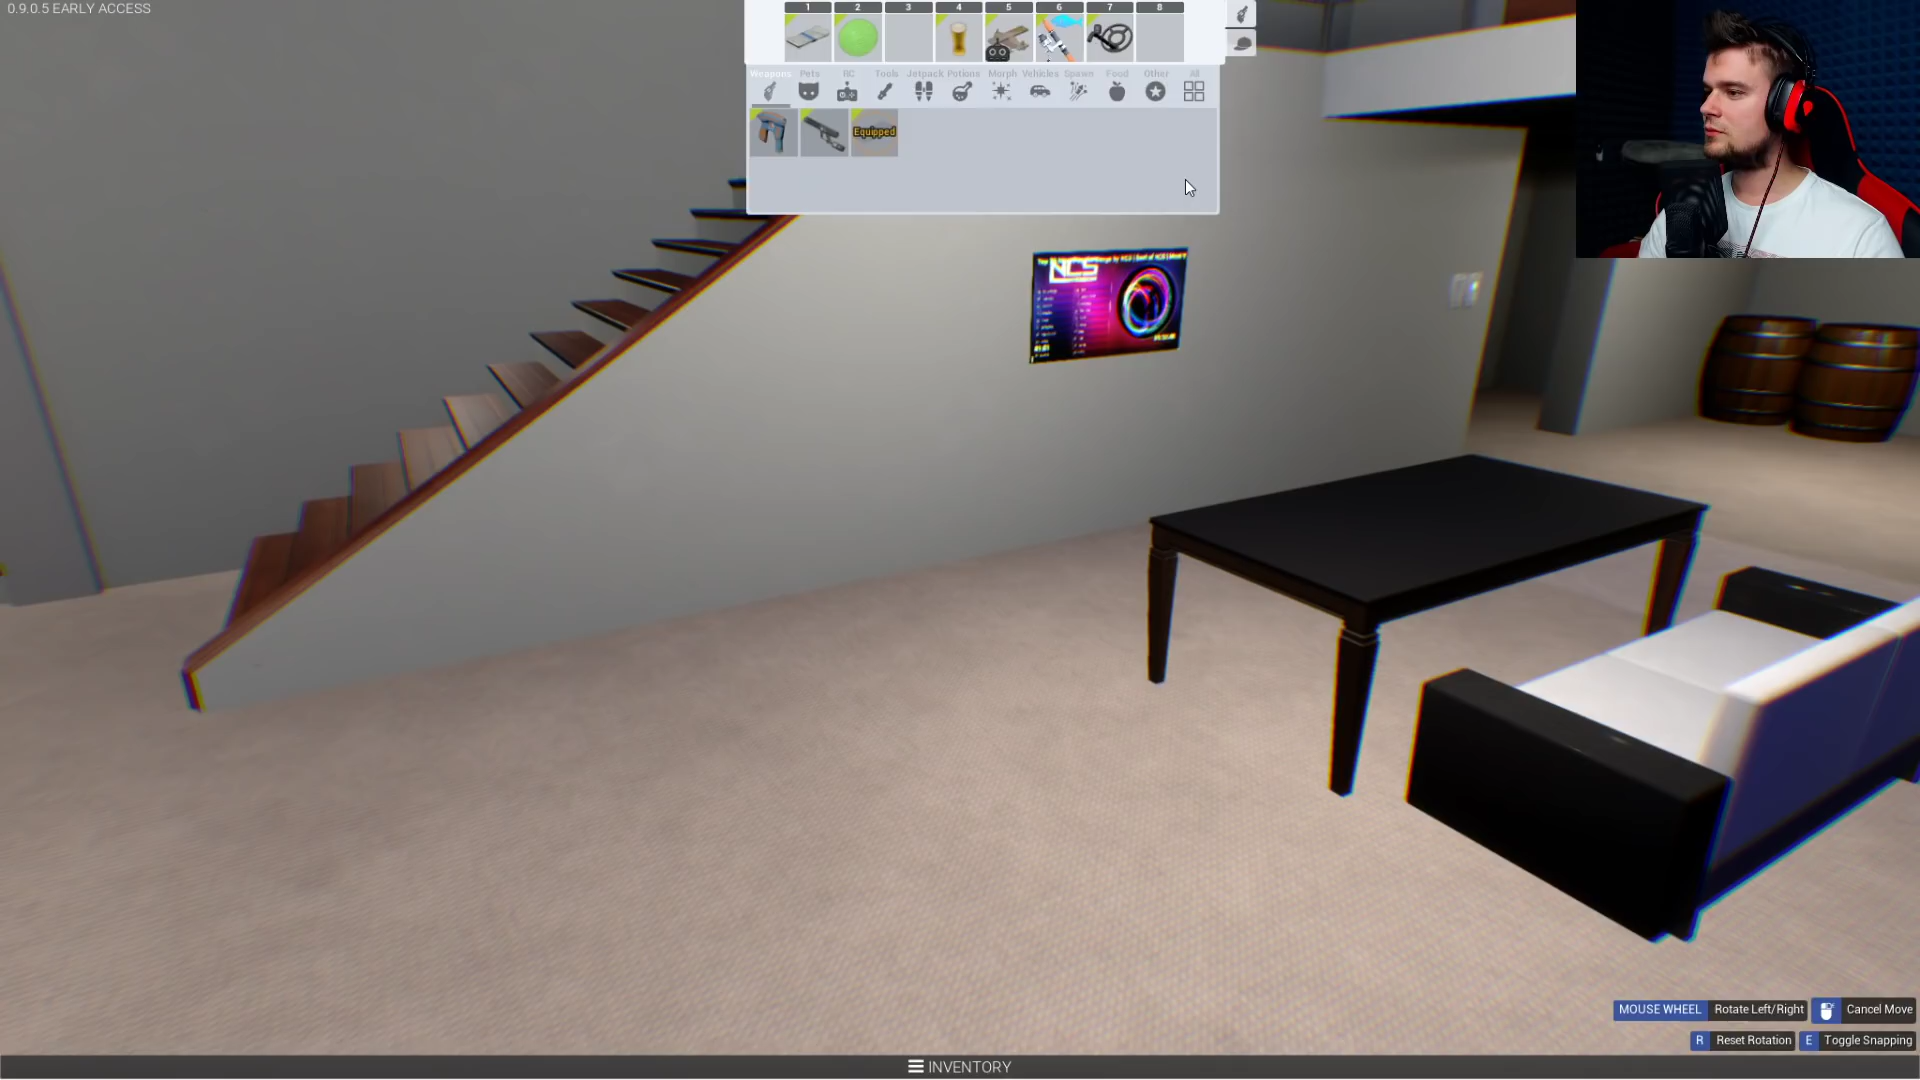 0.9.0.5 EARLY ACCESS
1 2 3 4 5 6 7 8
Weapons Pets RC Tools Jetpack Potions Morph Vehicles Spawn Food Other All
Equipped
NCS
MOUSE WHEEL Rotate Left/Right Cancel Move
R Reset Rotation E Toggle Snapping
INVENTORY